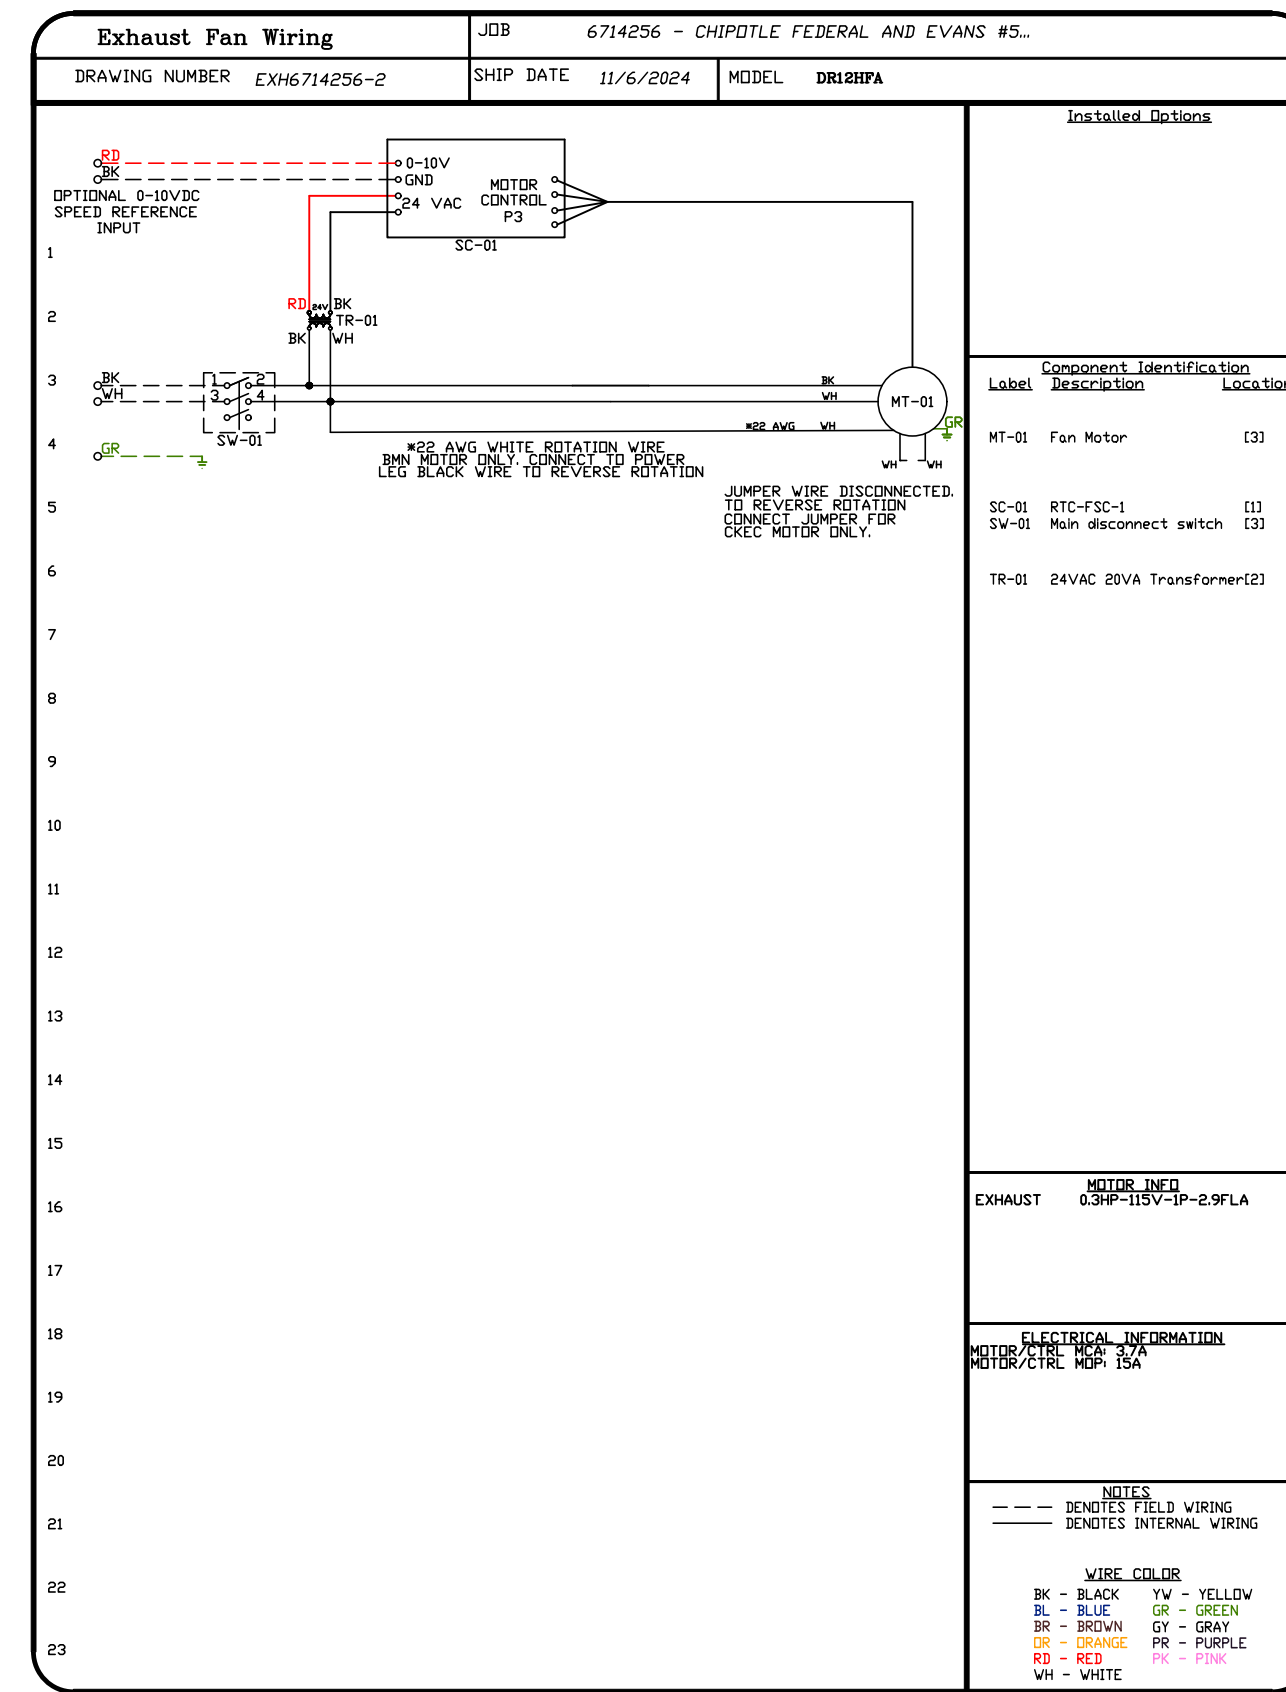 Exhaust Fan Wiring
JOB 6714256 - CHIPOTLE FEDERAL AND EVANS #5...
DRAWING NUMBER EXH6714256-2
SHIP DATE 11/6/2024
MODEL DR12HFA
Installed Options
RD
BK
OPTIONAL 0-10VDC
SPEED REFERENCE
INPUT
0-10V
GND
24 VAC
MOTOR
CONTROL
P3
SC-01
1
2
RD 24V BK
TR-01
BK WH
3
BK
WH
1 2
3 4
SW-01
BK
WH
MT-01
GR
*22 AWG WH
4
GR
*22 AWG WHITE ROTATION WIRE
BMN MOTOR ONLY. CONNECT TO POWER
LEG BLACK WIRE TO REVERSE ROTATION
WH WH
JUMPER WIRE DISCONNECTED.
TO REVERSE ROTATION
CONNECT JUMPER FOR
CKEC MOTOR ONLY.
5
6
7
8
9
10
11
12
13
14
15
16
17
18
19
20
21
22
23
Component Identification
Label Description Location
MT-01 Fan Motor [3]
SC-01 RTC-FSC-1 [1]
SW-01 Main disconnect switch [3]
TR-01 24VAC 20VA Transformer[2]
MOTOR INFO
EXHAUST 0.3HP-115V-1P-2.9FLA
ELECTRICAL INFORMATION
MOTOR/CTRL MCA: 3.7A
MOTOR/CTRL MOP: 15A
NOTES
DENOTES FIELD WIRING
DENOTES INTERNAL WIRING
WIRE COLOR
BK - BLACK YW - YELLOW
BL - BLUE GR - GREEN
BR - BROWN GY - GRAY
OR - ORANGE PR - PURPLE
RD - RED PK - PINK
WH - WHITE